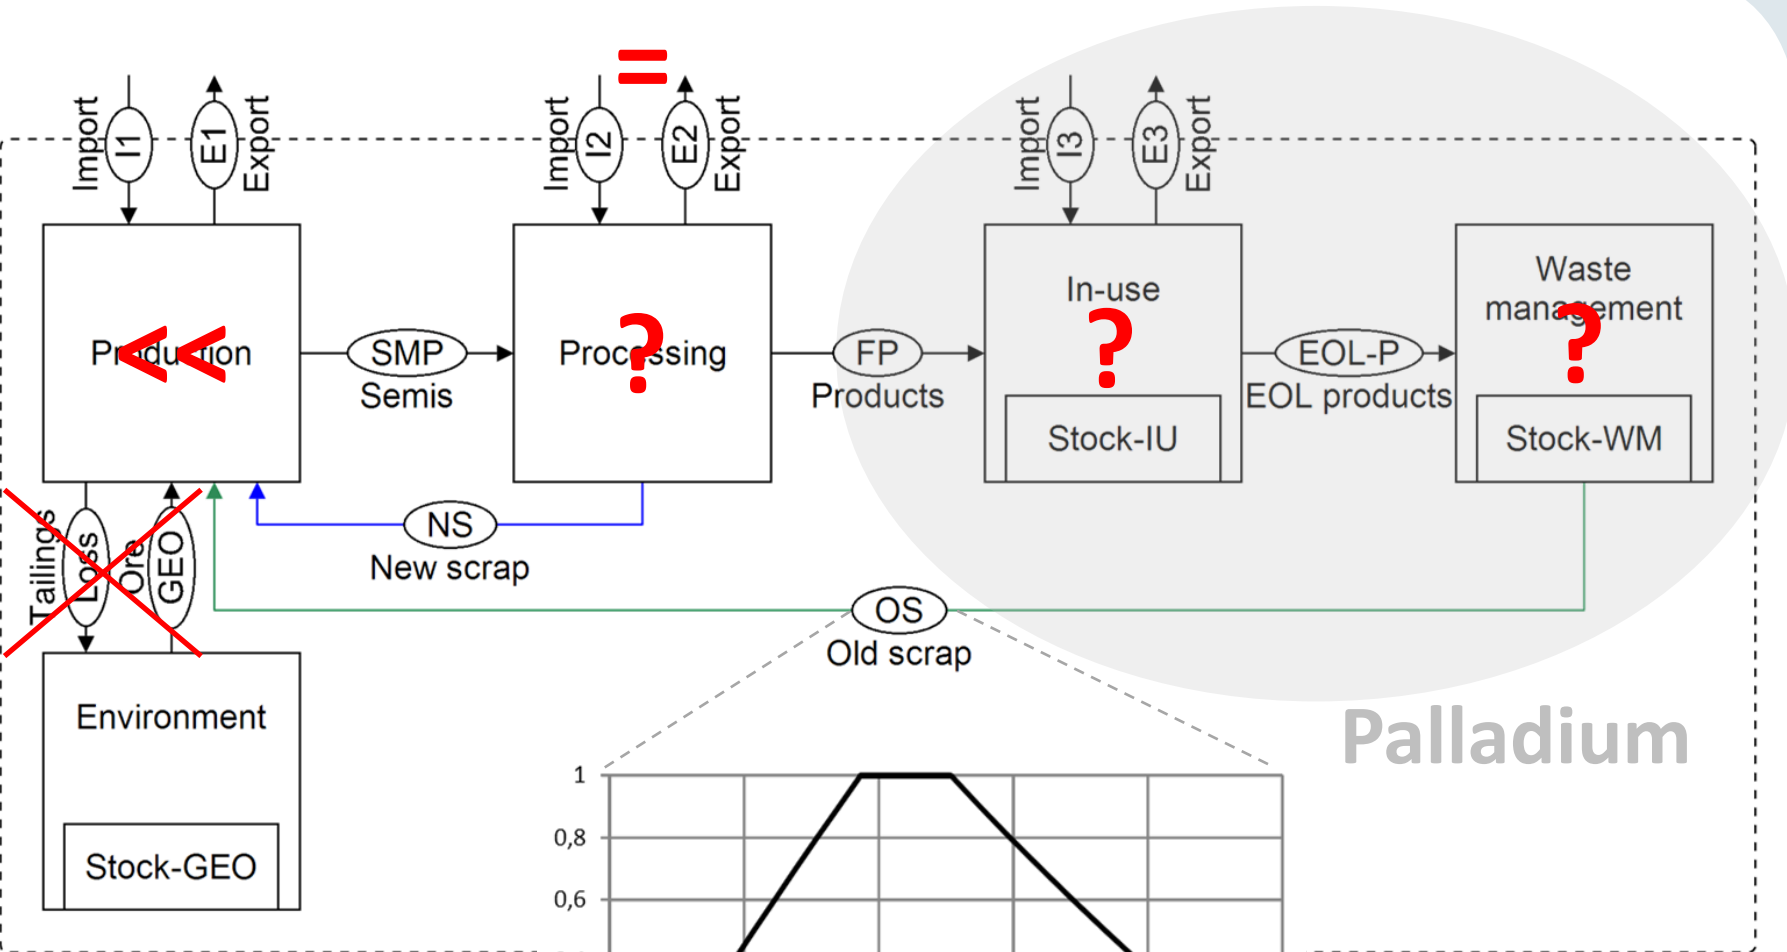 =
Import
I1
E1
Export
Import
I2
E2
Export
Import
I3
E3
Export
Production
<<
SMP
Semis
Processing
?
FP
Products
In-use
?
Stock-IU
EOL-P
EOL products
Waste
management
?
Stock-WM
Tailings
Loss
Ore
GEO
NS
New scrap
OS
Old scrap
Environment
Stock-GEO
Palladium
1
0,8
0,6